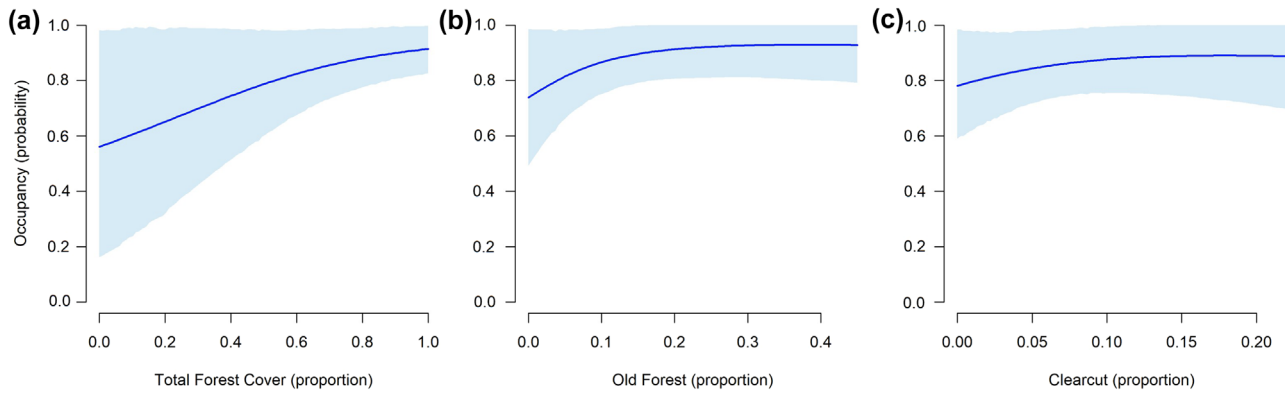 (a)
1.0
0.8
0.6
0.4
0.2
0.0
Occupancy (probability)
0.0 0.2 0.4 0.6 0.8 1.0
Total Forest Cover (proportion)
(b)
1.0
0.8
0.6
0.4
0.2
0.0
0.0 0.1 0.2 0.3 0.4
Old Forest (proportion)
(c)
1.0
0.8
0.6
0.4
0.2
0.0
0.00 0.05 0.10 0.15 0.20
Clearcut (proportion)